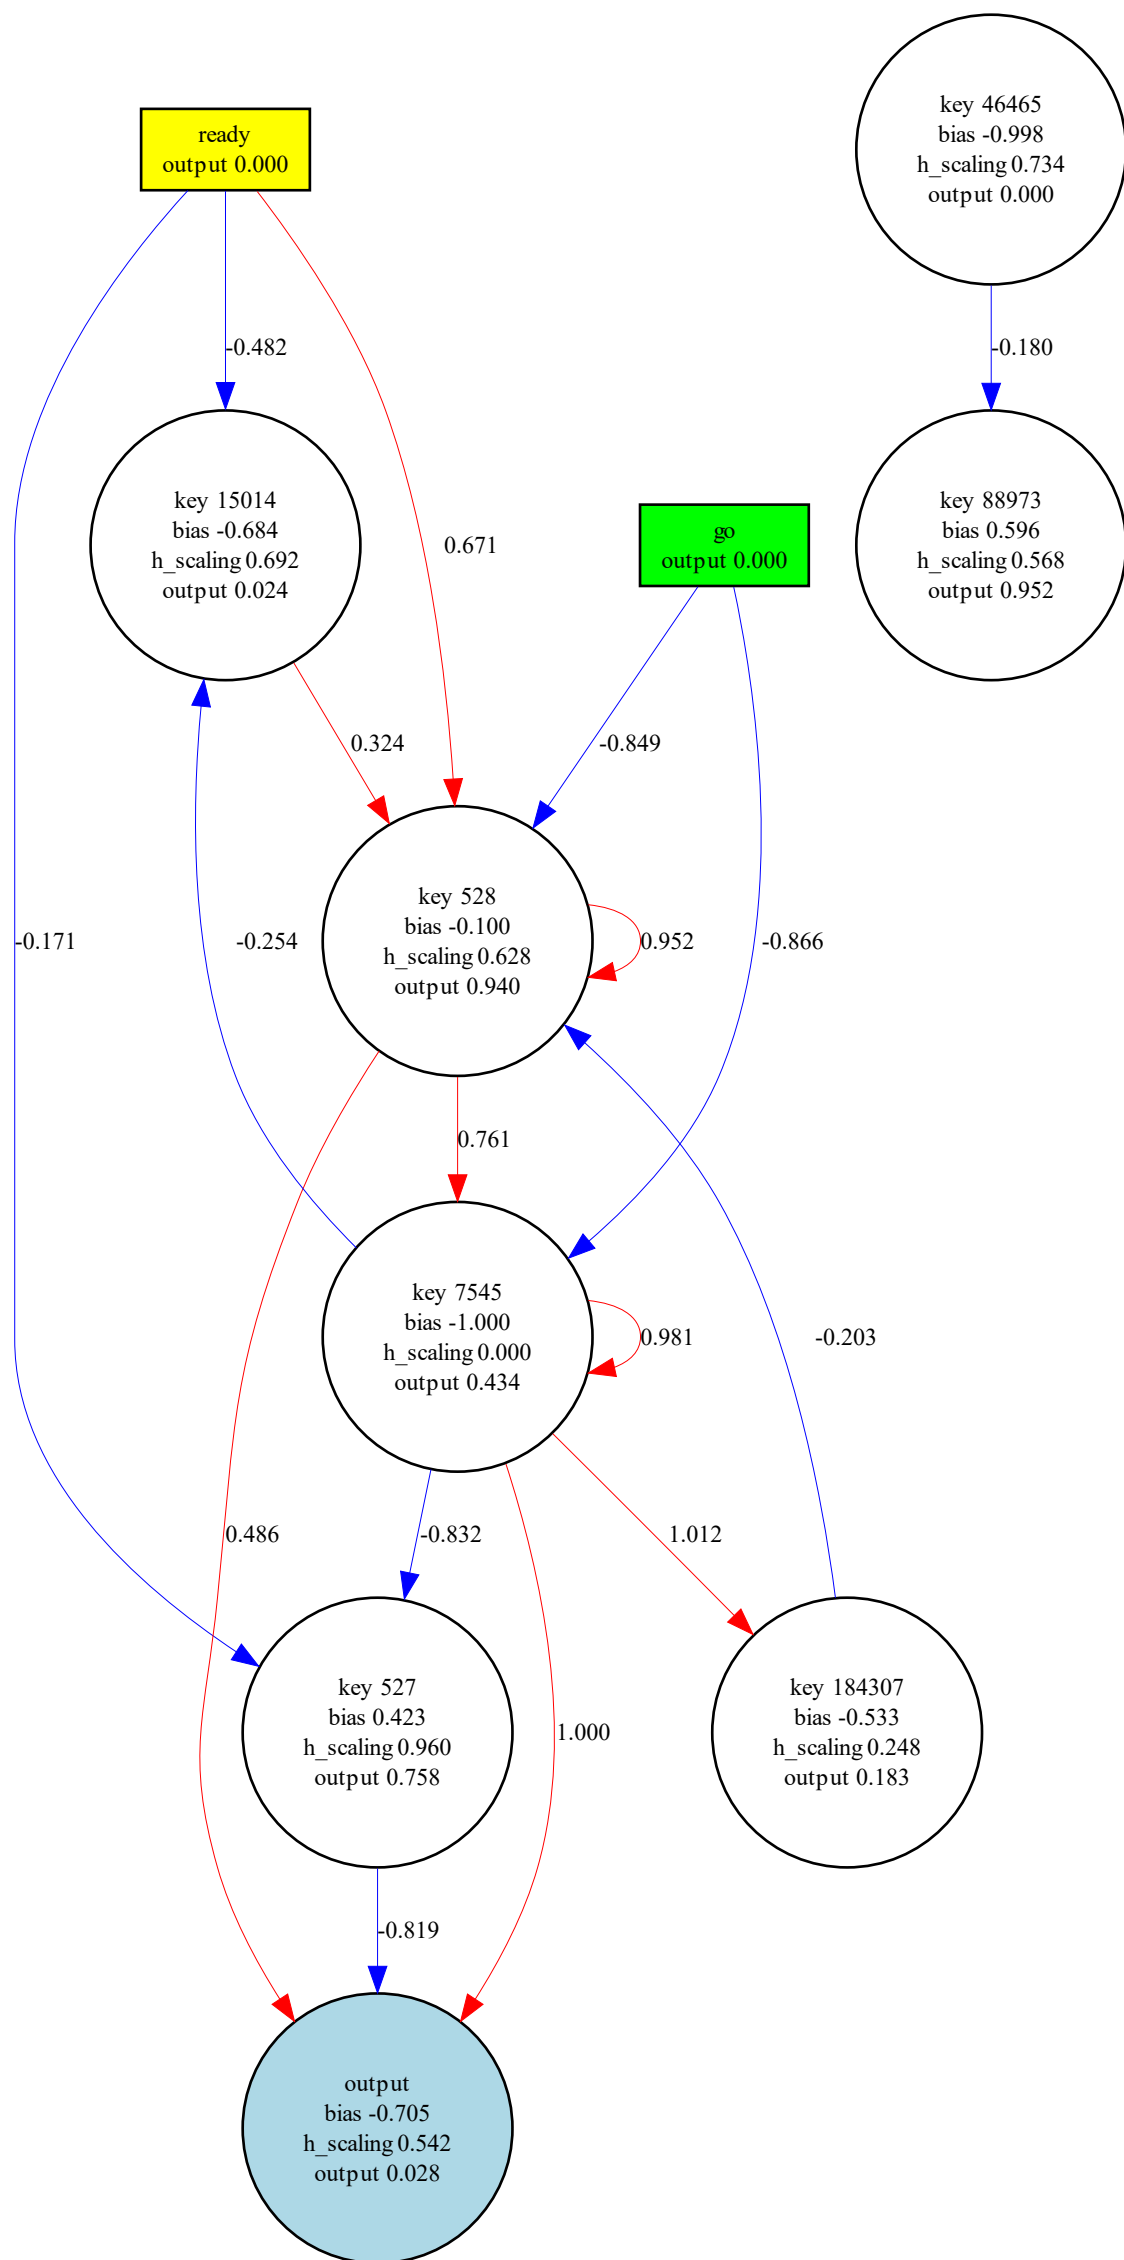 key 46465
bias -0.998
h_scaling 0.734
output 0.000
ready
output 0.000
-0.482
-0.180
key 15014
bias -0.684
h_scaling 0.692
output 0.024
0.671
go
output 0.000
key 88973
bias 0.596
h_scaling 0.568
output 0.952
0.324
-0.849
key 528
bias -0.100
h_scaling 0.628
output 0.940
-0.171
-0.254
0.952
-0.866
0.761
key 7545
bias -1.000
h_scaling 0.000
output 0.434
0.981
-0.203
0.486
-0.832
1.012
key 527
bias 0.423
h_scaling 0.960
output 0.758
1.000
key 184307
bias -0.533
h_scaling 0.248
output 0.183
-0.819
output
bias -0.705
h_scaling 0.542
output 0.028